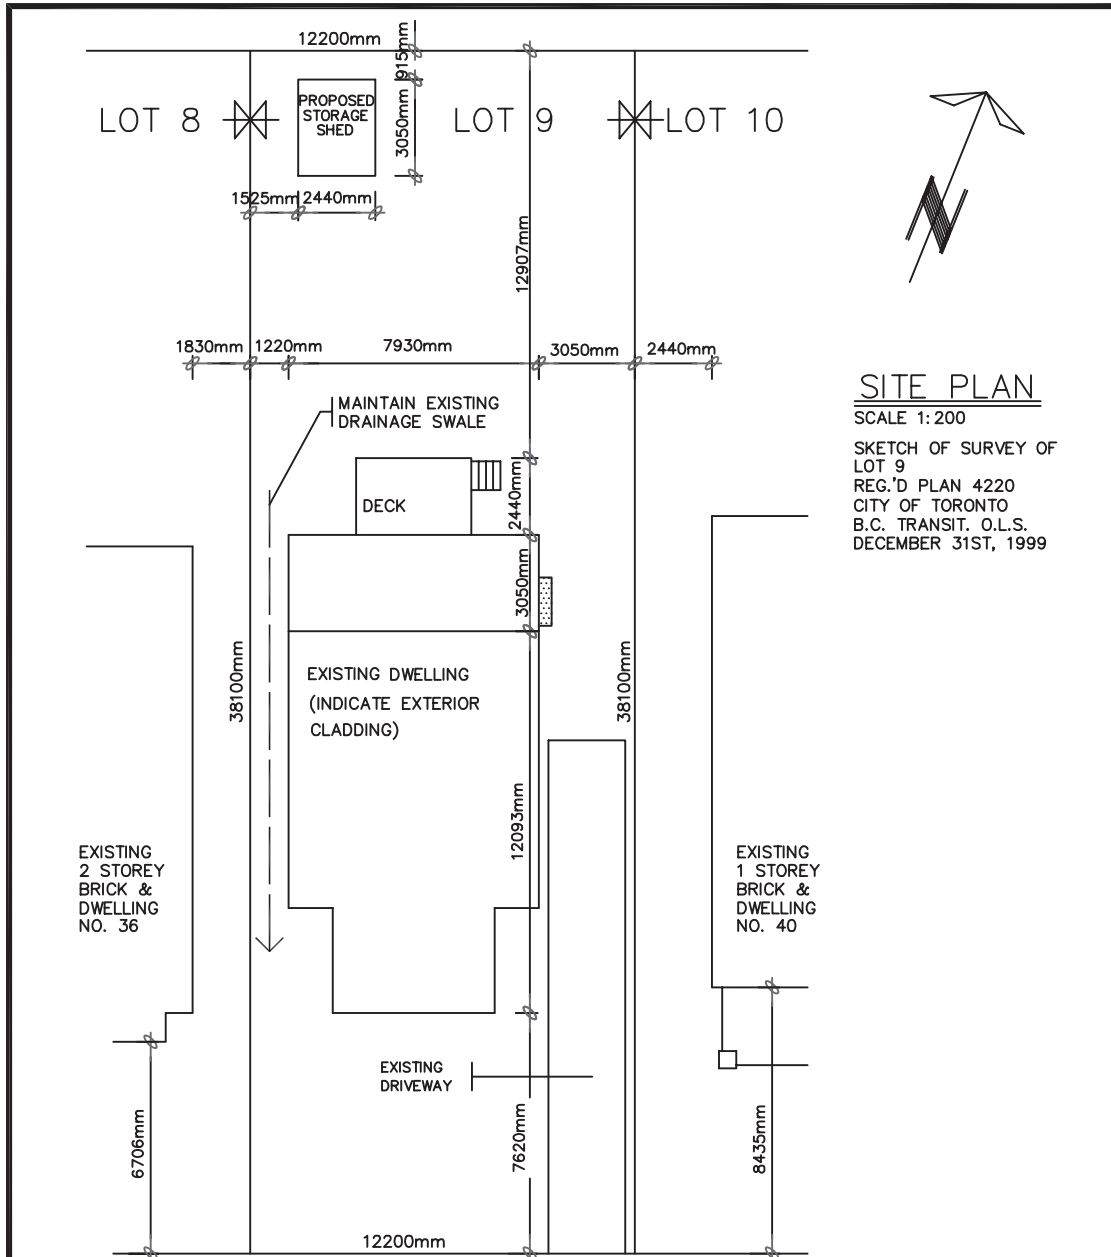 12200mm
915mm
LOT 8
PROPOSED
STORAGE
SHED
3050mm
LOT 9
LOT 10
1525mm
2440mm
12907mm
N
1830mm
1220mm
7930mm
3050mm
2440mm
SITE PLAN
SCALE 1:200
SKETCH OF SURVEY OF
LOT 9
REG.'D PLAN 4220
CITY OF TORONTO
B.C. TRANSIT. O.L.S.
DECEMBER 31ST, 1999
MAINTAIN EXISTING
DRAINAGE SWALE
DECK
2440mm
3050mm
38100mm
EXISTING DWELLING
(INDICATE EXTERIOR
CLADDING)
38100mm
12093mm
EXISTING
2 STOREY
BRICK &
DWELLING
NO. 36
EXISTING
1 STOREY
BRICK &
DWELLING
NO. 40
EXISTING
DRIVEWAY
6706mm
7620mm
8435mm
12200mm